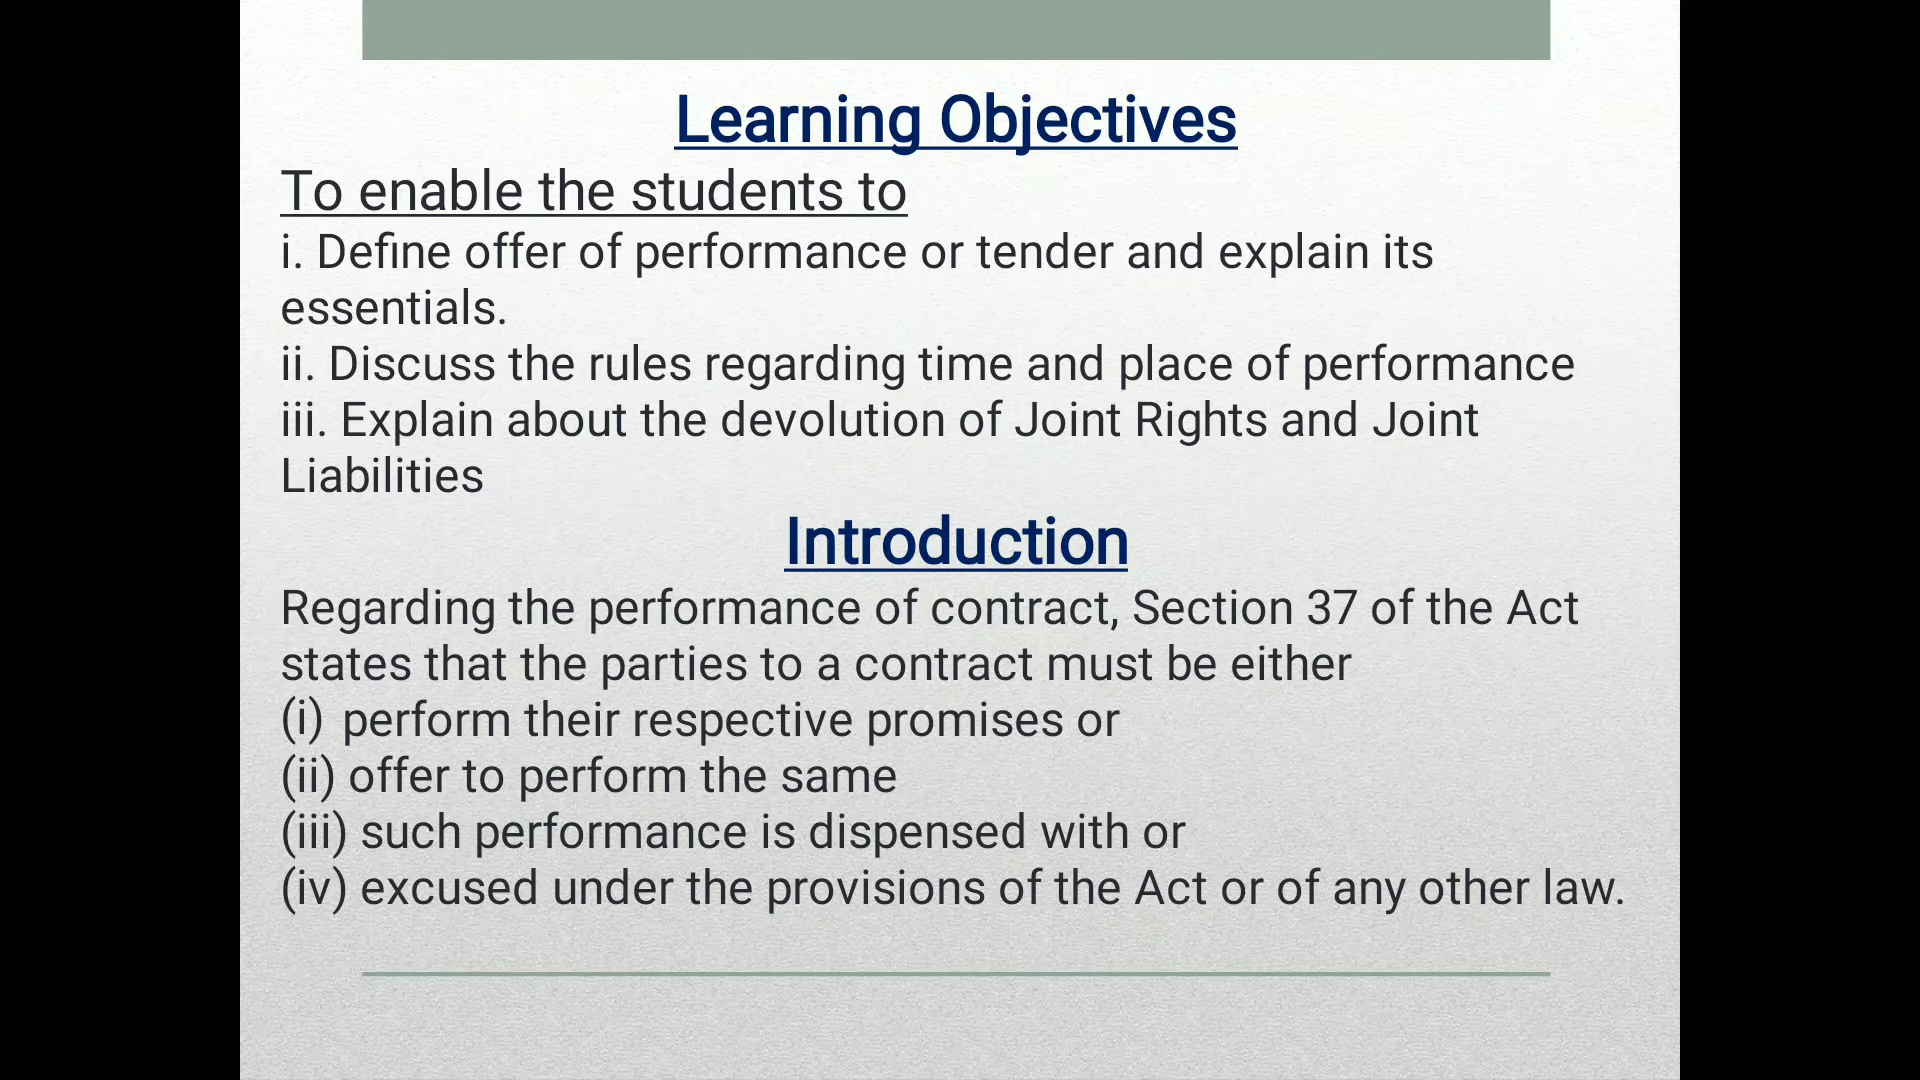 Learning Objectives
To enable the students to
i. Define offer of performance or tender and explain its
essentials.
ii. Discuss the rules regarding time and place of performance
iii. Explain about the devolution of Joint Rights and Joint
Liabilities
Introduction
Regarding the performance of contract, Section 37 of the Act
states that the parties to a contract must be either
(i) perform their respective promises or
(ii) offer to perform the same
(iii) such performance is dispensed with or
(iv) excused under the provisions of the Act or of any other law.